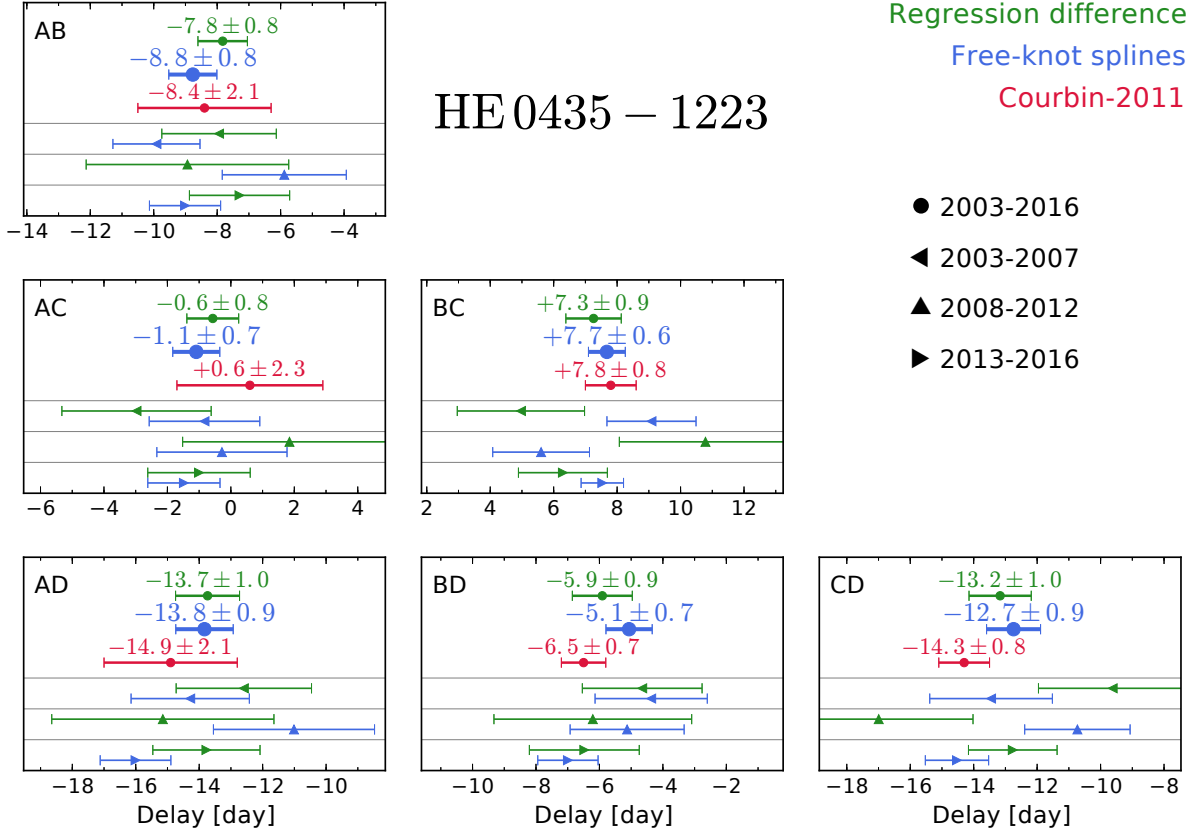 AB
−7.8±0.8
−8.8±0.8
−8.4±2.1
−14 −12 −10 −8 −6 −4
HE 0435 − 1223
Regression difference
Free-knot splines
Courbin-2011
2003-2016
2003-2007
2008-2012
2013-2016
AC
−0.6±0.8
−1.1±0.7
+0.6±2.3
−6 −4 −2 0 2 4
BC
+7.3±0.9
+7.7±0.6
+7.8±0.8
2 4 6 8 10 12
AD
−13.7±1.0
−13.8±0.9
−14.9±2.1
−18 −16 −14 −12 −10
Delay [day]
BD
−5.9±0.9
−5.1±0.7
−6.5±0.7
−10 −8 −6 −4 −2
Delay [day]
CD
−13.2±1.0
−12.7±0.9
−14.3±0.8
−18 −16 −14 −12 −10 −8
Delay [day]